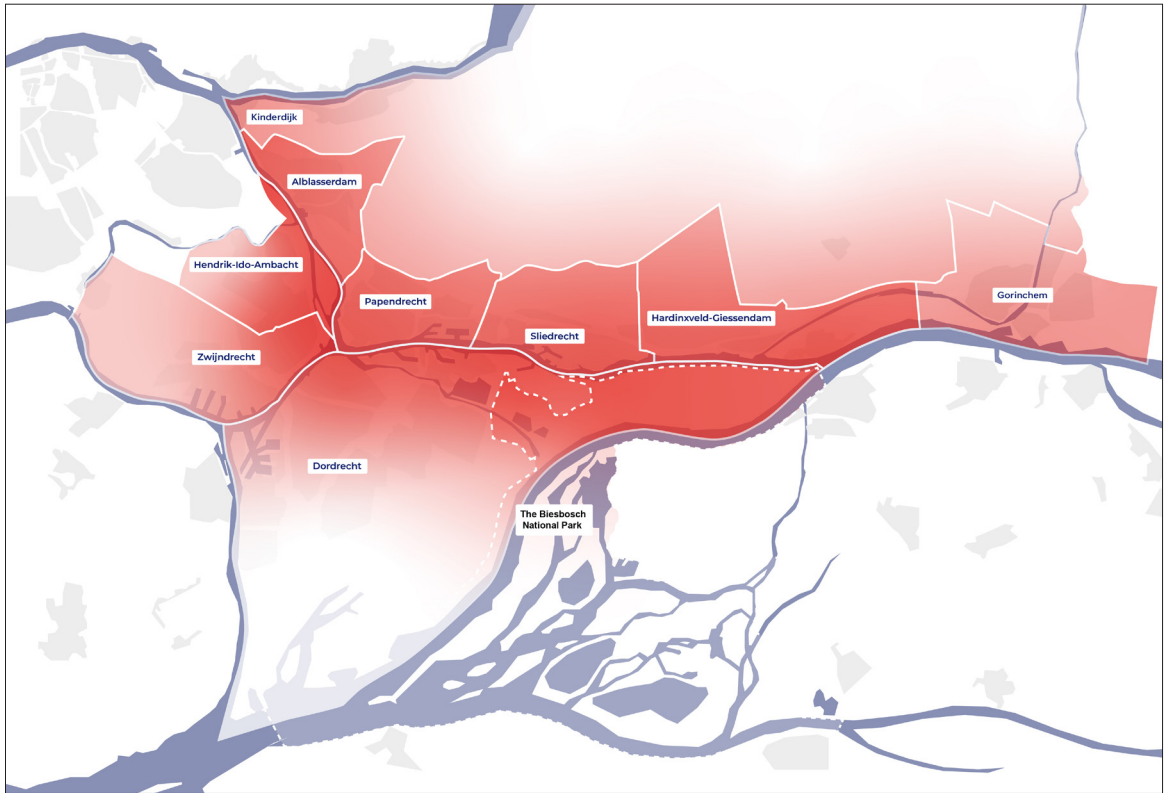 Kinderdijk
Alblasserdam
Hendrik-Ido-Ambacht
Papendrecht
Gorinchem
Hardinxveld-Giessendam
Sliedrecht
Zwijndrecht
Dordrecht
The Biesbosch
National Park